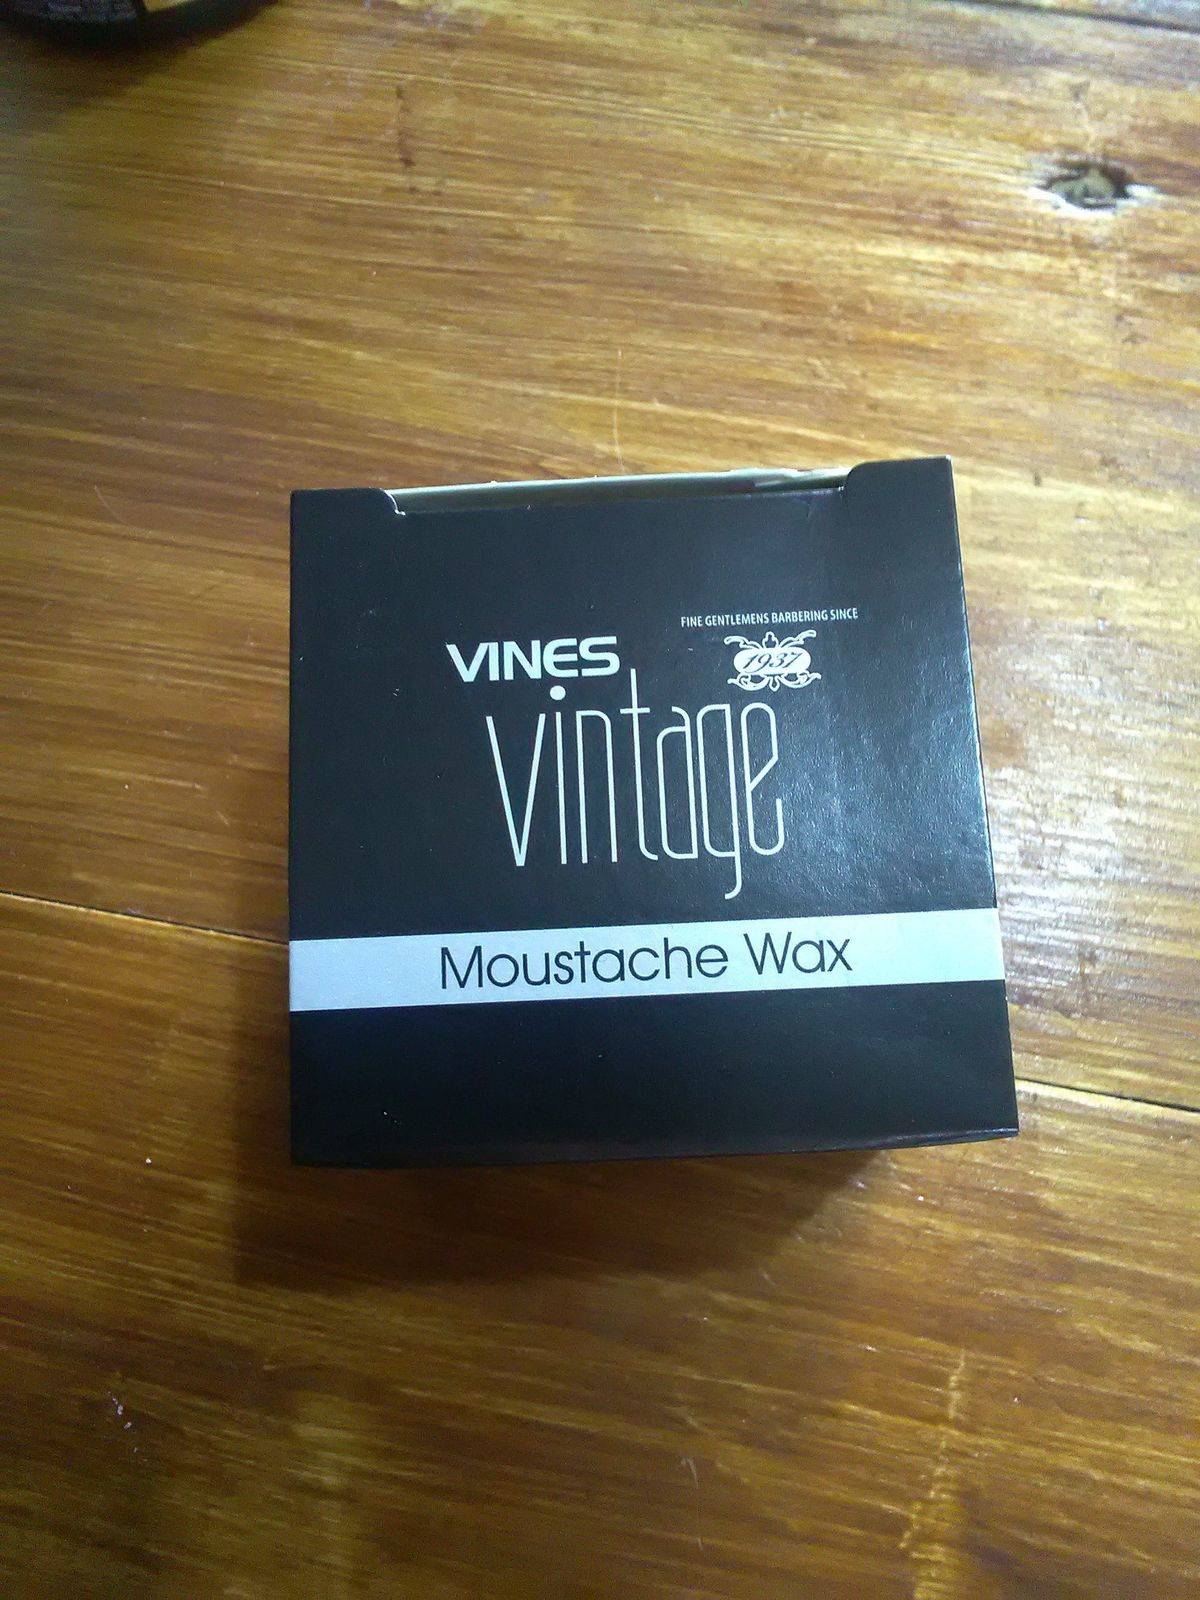 FINE GENTLEMENS BARBERING SINCE
1937
VINES
vintage
Moustache Wax